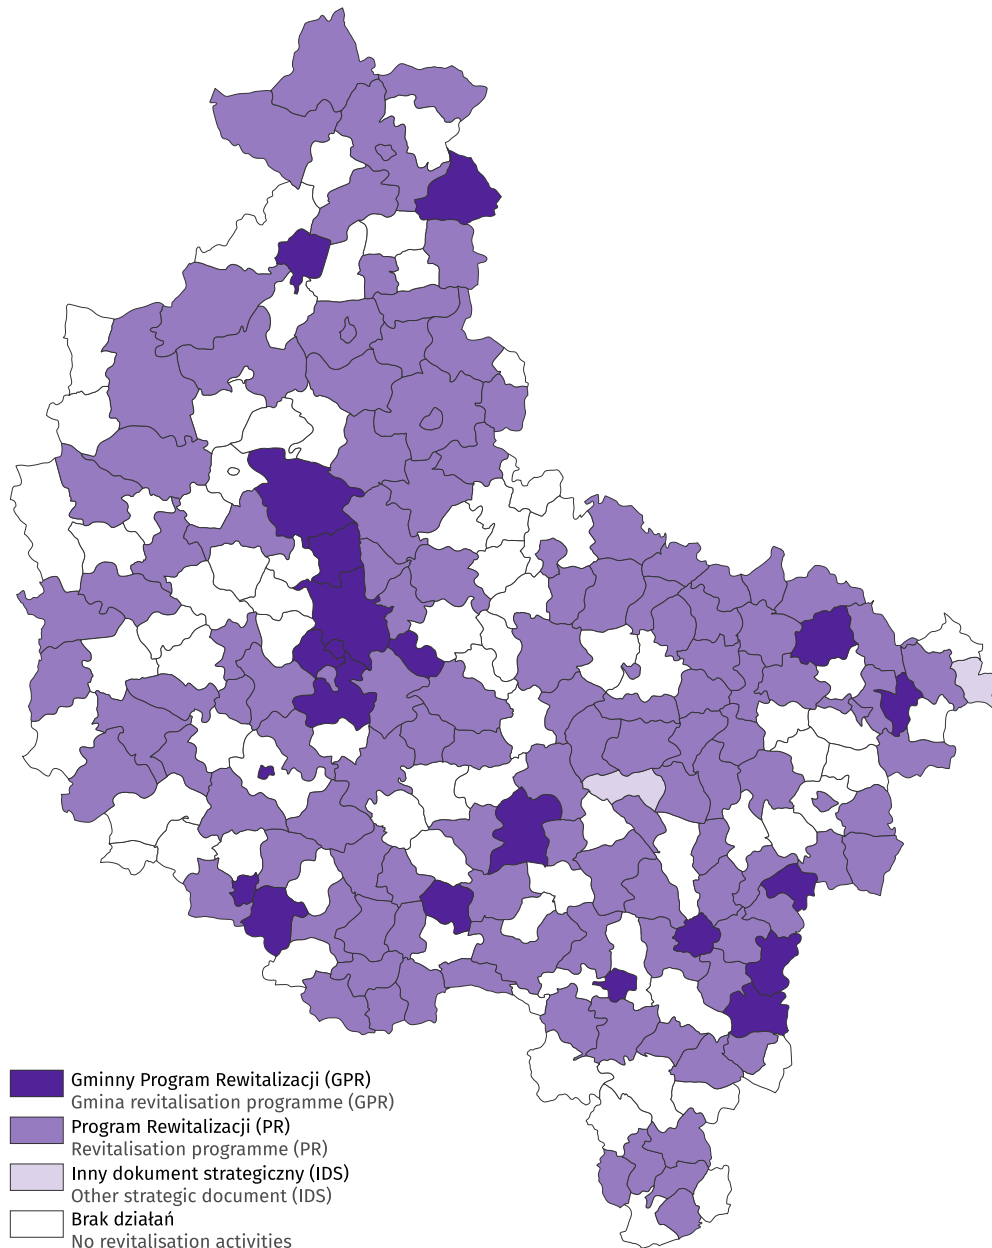 Gminny Program Rewitalizacji (GPR)
Gmina revitalisation programme (GPR)
Program Rewitalizacji (PR)
Revitalisation programme (PR)
Inny dokument strategiczny (IDS)
Other strategic document (IDS)
Brak działań
No revitalisation activities